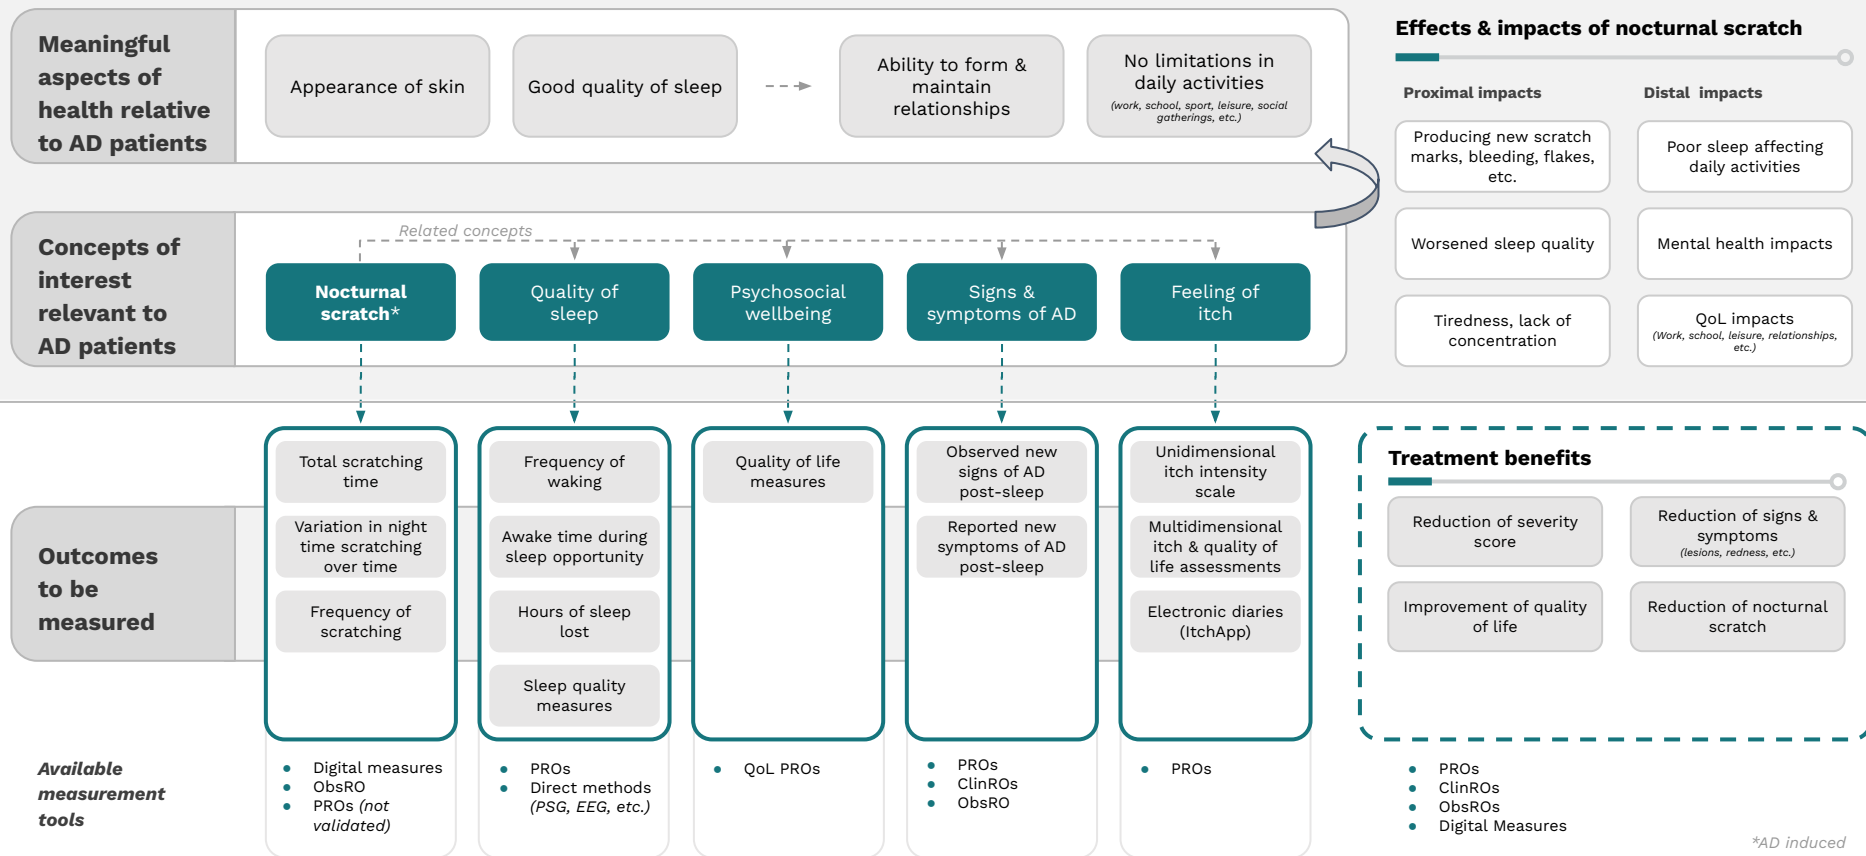 Meaningful
aspects of
health relative
to AD patients
Appearance of skin
Good quality of sleep
Ability to form &
maintain
relationships
No limitations in
daily activities
(work, school, sport, leisure, social
gatherings, etc.)
Effects & impacts of nocturnal scratch
Proximal impacts
Distal impacts
Producing new scratch
marks, bleeding, flakes,
etc.
Poor sleep affecting
daily activities
Worsened sleep quality
Mental health impacts
Tiredness, lack of
concentration
QoL impacts
(Work, school, leisure, relationships,
etc.)
Concepts of
interest
relevant to
AD patients
Related concepts
Nocturnal
scratch*
Quality of
sleep
Psychosocial
wellbeing
Signs &
symptoms of AD
Feeling of
itch
Outcomes
to be
measured
Total scratching
time
Variation in night
time scratching
over time
Frequency of
scratching
Frequency of
waking
Awake time during
sleep opportunity
Hours of sleep
lost
Sleep quality
measures
Quality of life
measures
Observed new
signs of AD
post-sleep
Reported new
symptoms of AD
post-sleep
Unidimensional
itch intensity
scale
Multidimensional
itch & quality of
life assessments
Electronic diaries
(ItchApp)
Treatment benefits
Reduction of severity
score
Reduction of signs &
symptoms
(lesions, redness, etc.)
Improvement of quality
of life
Reduction of nocturnal
scratch
Available
measurement
tools
● Digital measures
● ObsRO
● PROs (not
validated)
● PROs
● Direct methods
(PSG, EEG, etc.)
● QoL PROs
● PROs
● ClinROs
● ObsRO
● PROs
● PROs
● ClinROs
● ObsROs
● Digital Measures
*AD induced